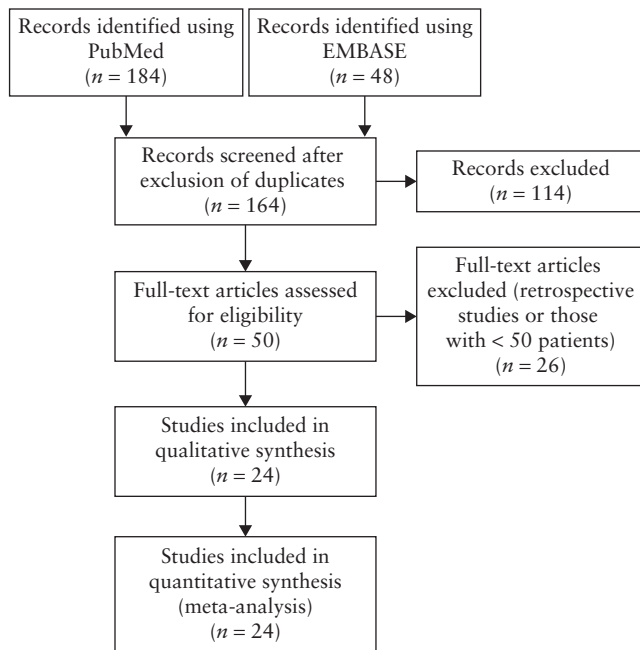 Records identified using
PubMed
(n = 184)
Records identified using
EMBASE
(n = 48)
Records screened after
exclusion of duplicates
(n = 164)
Records excluded
(n = 114)
Full-text articles assessed
for eligibility
(n = 50)
Full-text articles
excluded (retrospective
studies or those
with < 50 patients)
(n = 26)
Studies included in
qualitative synthesis
(n = 24)
Studies included in
quantitative synthesis
(meta-analysis)
(n = 24)